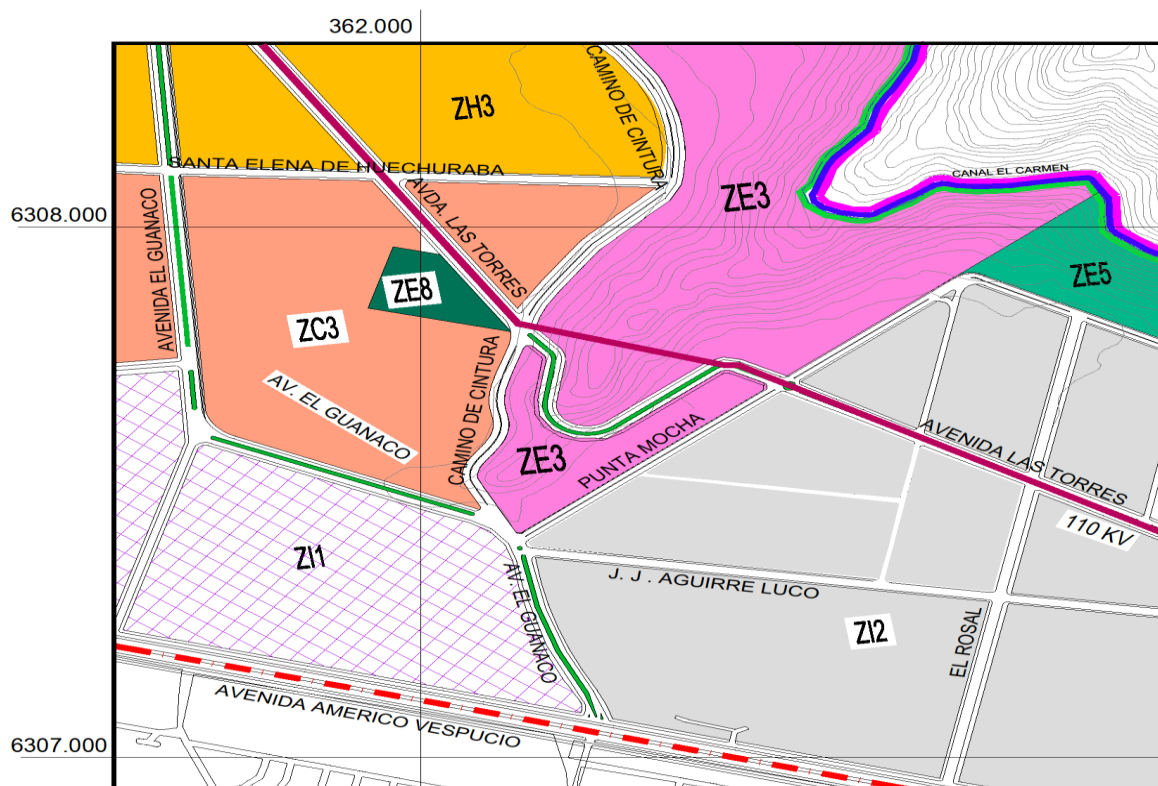 362.000
CAMINO DE CINTURA
ZH3
SANTA ELENA DE HUECHURABA
CANAL EL CARMEN
AVDA. LAS TORRES
ZE3
6308.000
AVENIDA EL GUANACO
ZE8
ZE5
ZC3
CAMINO DE CINTURA
AV. EL GUANACO
ZE3
PUNTA MOCHA
AVENIDA LAS TORRES
110 KV
ZI1
J. J . AGUIRRE LUCO
AV. EL GUANACO
ZI2
EL ROSAL
AVENIDA AMERICO VESPUCIO
6307.000